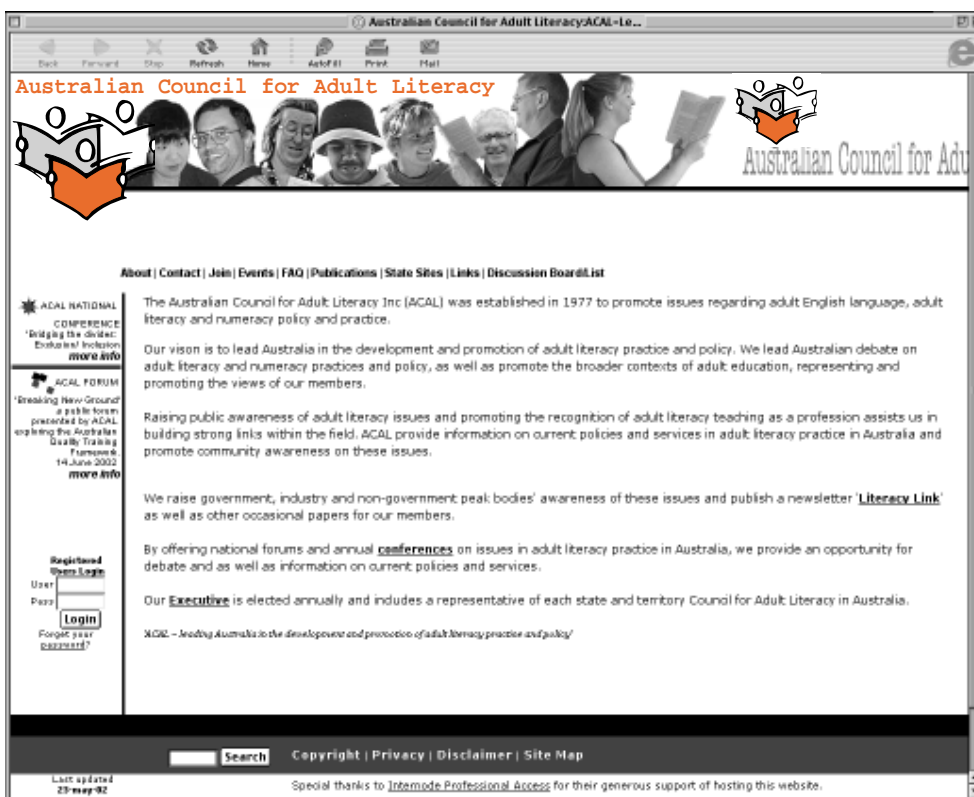 Australian Council for Adult Literacy:ACAL-Le...
Back Forward Stop Refresh Home AutoFill Print Mail
Australian Council for Adult Literacy
Australian Council for Adu
About | Contact | Join | Events | FAQ | Publications | State Sites | Links | Discussion Board/List
ACAL NATIONAL
CONFERENCE
'Bridging the divides:
Exclusion/ Inclusion
more info
ACAL FORUM
'Breaking New Ground'
a public forum
presented by ACAL
exploring the Australian
Quality Training
Framework.
14 June 2002
more info
Registered
Users Login
User
Pass
Login
Forget your
password?
The Australian Council for Adult Literacy Inc (ACAL) was established in 1977 to promote issues regarding adult English language, adult
literacy and numeracy policy and practice.
Our vison is to lead Australia in the development and promotion of adult literacy practice and policy. We lead Australian debate on
adult literacy and numeracy practices and policy, as well as promote the broader contexts of adult education, representing and
promoting the views of our members.
Raising public awareness of adult literacy issues and promoting the recognition of adult literacy teaching as a profession assists us in
building strong links within the field. ACAL provide information on current policies and services in adult literacy practice in Australia and
promote community awareness on these issues.
We raise government, industry and non-government peak bodies' awareness of these issues and publish a newsletter 'Literacy Link'
as well as other occasional papers for our members.
By offering national forums and annual conferences on issues in adult literacy practice in Australia, we provide an opportunity for
debate and as well as information on current policies and services.
Our Executive is elected annually and includes a representative of each state and territory Council for Adult Literacy in Australia.
'ACAL – leading Australia in the development and promotion of adult literacy practice and policy'
Search Copyright | Privacy | Disclaimer | Site Map
Last updated
23-may-02
Special thanks to Internode Professional Access for their generous support of hosting this website.